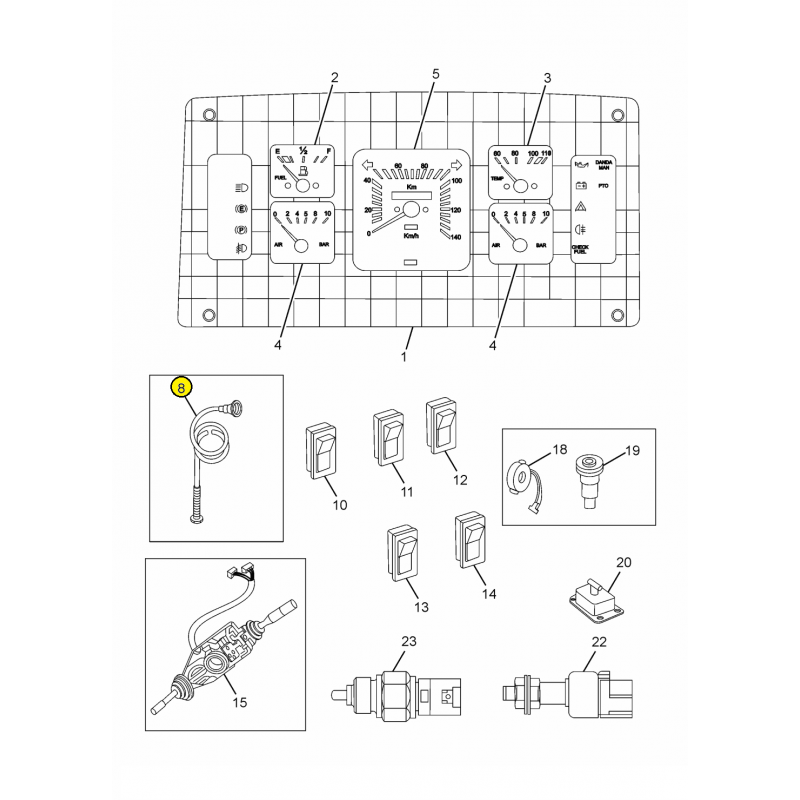 2
5
3
E ½ F
FUEL
60 80 100 118
TEMP
0 2 4 5 8 10
AIR BAR
0 2 4 5 8 10
AIR BAR
60 80
40 100
20 120
0 140
Km
Km/h
E
P
DANDA
MAN
PTO
CHECK
FUEL
4
1
4
8
10
11
12
18
19
13
14
20
15
23
22